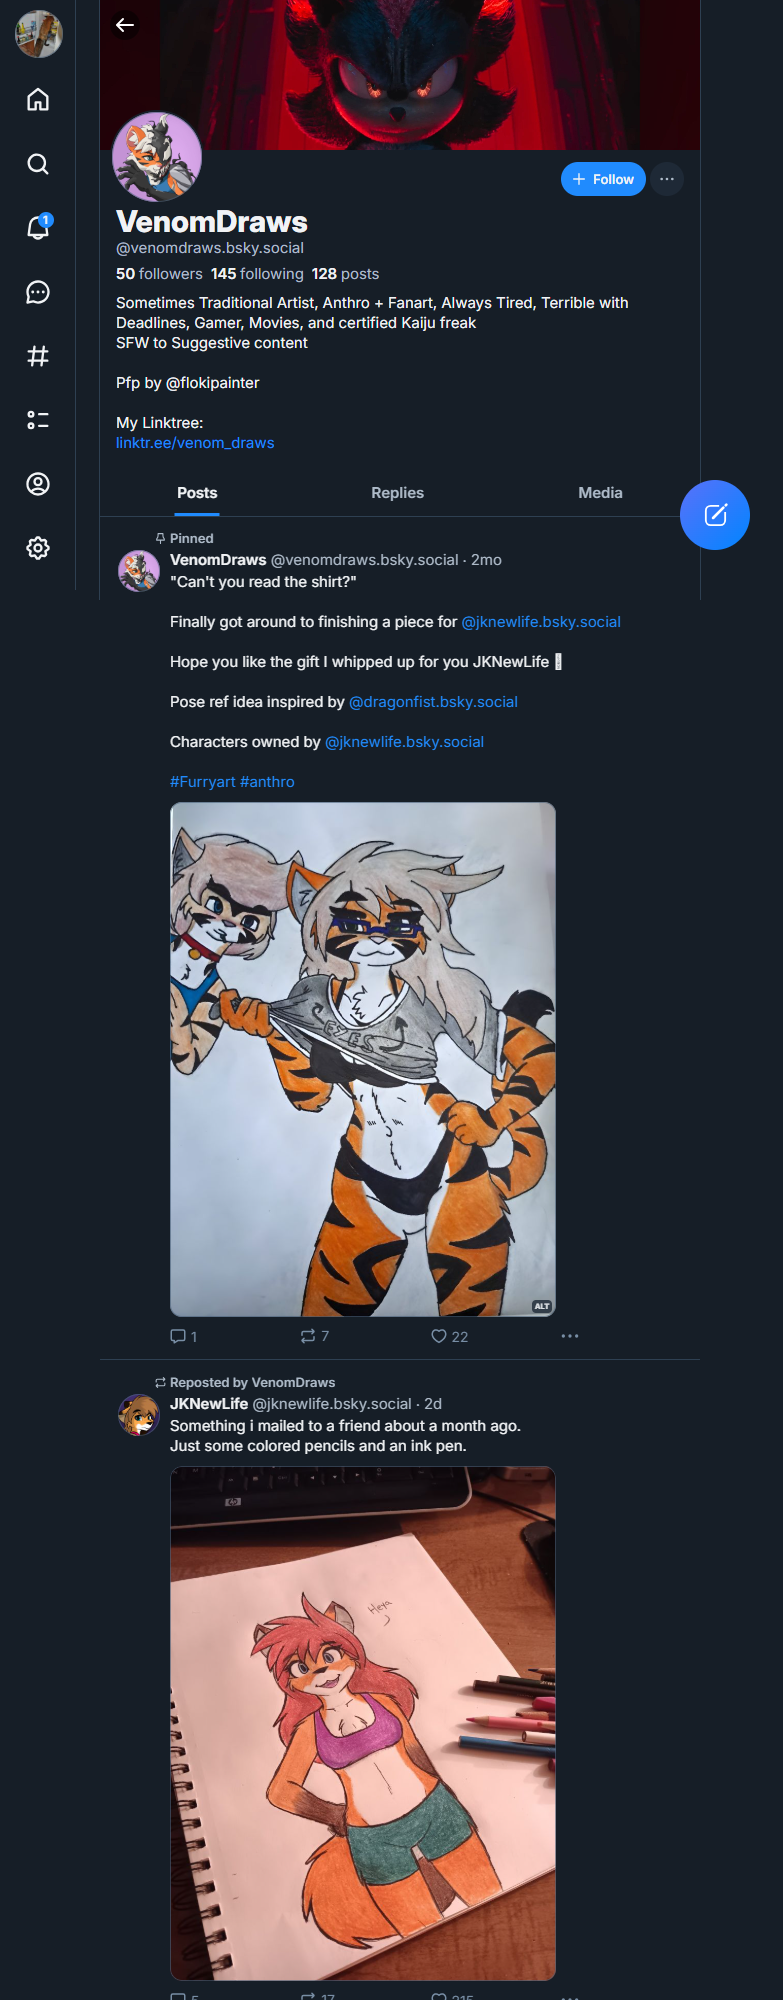 + Follow
VenomDraws
@venomdraws.bsky.social
50 followers 145 following 128 posts
Sometimes Traditional Artist, Anthro + Fanart, Always Tired, Terrible with
Deadlines, Gamer, Movies, and certified Kaiju freak
SFW to Suggestive content
Pfp by @flokipainter
My Linktree:
linktr.ee/venom_draws
1
Posts Replies Media
Pinned
VenomDraws @venomdraws.bsky.social · 2mo
"Can't you read the shirt?"
Finally got around to finishing a piece for @jknewlife.bsky.social
Hope you like the gift I whipped up for you JKNewLife
Pose ref idea inspired by @dragonfist.bsky.social
Characters owned by @jknewlife.bsky.social
#Furryart #anthro
EYES
ALT
1 7 22
Reposted by VenomDraws
JKNewLife @jknewlife.bsky.social · 2d
Something i mailed to a friend about a month ago.
Just some colored pencils and an ink pen.
hp
Heya
5 17 215